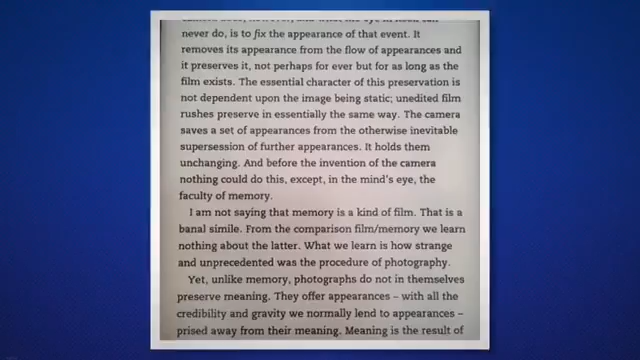 never do, is to fix the appearance of that event. It
removes its appearance from the flow of appearances and
it preserves it, not perhaps for ever but for as long as the
film exists. The essential character of this preservation is
not dependent upon the image being static; unedited film
rushes preserve in essentially the same way. The camera
saves a set of appearances from the otherwise inevitable
supersession of further appearances. It holds them
unchanging. And before the invention of the camera
nothing could do this, except, in the mind's eye, the
faculty of memory.
I am not saying that memory is a kind of film. That is a
banal simile. From the comparison film/memory we learn
nothing about the latter. What we learn is how strange
and unprecedented was the procedure of photography.
Yet, unlike memory, photographs do not in themselves
preserve meaning. They offer appearances – with all the
credibility and gravity we normally lend to appearances –
prised away from their meaning. Meaning is the result of